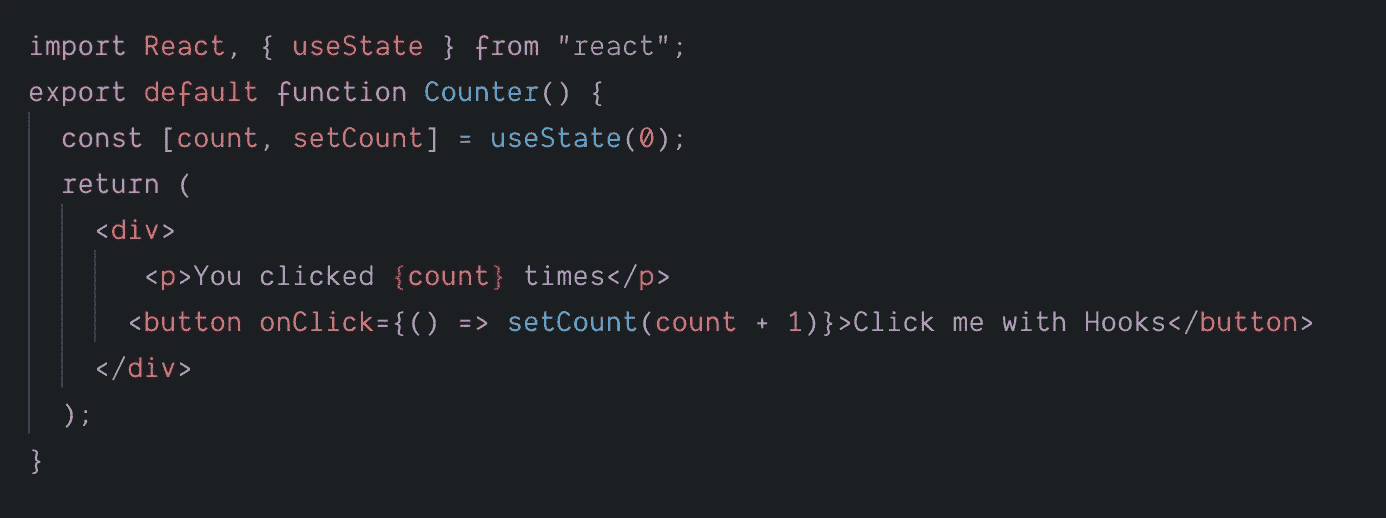 import React, { useState } from "react";
export default function Counter() {
  const [count, setCount] = useState(0);
  return (
    <div>
       <p>You clicked {count} times</p>
      <button onClick={() => setCount(count + 1)}>Click me with Hooks</button>
    </div>
  );
}